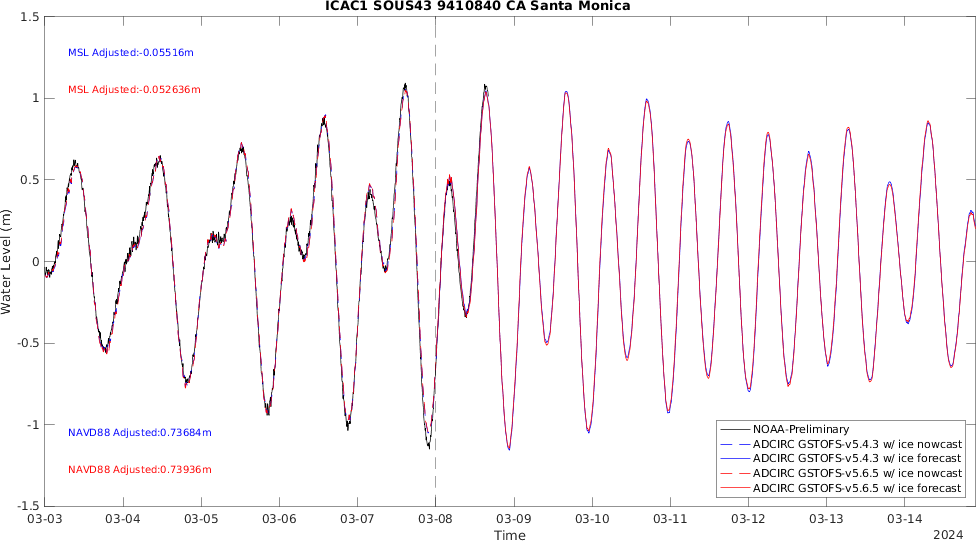 ICAC1 SOUS43 9410840 CA Santa Monica
1.5
1
0.5
0
-0.5
-1
-1.5
Water Level (m)
MSL Adjusted:-0.05516m
MSL Adjusted:-0.052636m
NAVD88 Adjusted:0.73684m
NAVD88 Adjusted:0.73936m
NOAA-Preliminary
ADCIRC GSTOFS-v5.4.3 w/ ice nowcast
ADCIRC GSTOFS-v5.4.3 w/ ice forecast
ADCIRC GSTOFS-v5.6.5 w/ ice nowcast
ADCIRC GSTOFS-v5.6.5 w/ ice forecast
03-03 03-04 03-05 03-06 03-07 03-08 03-09 03-10 03-11 03-12 03-13 03-14
Time
2024